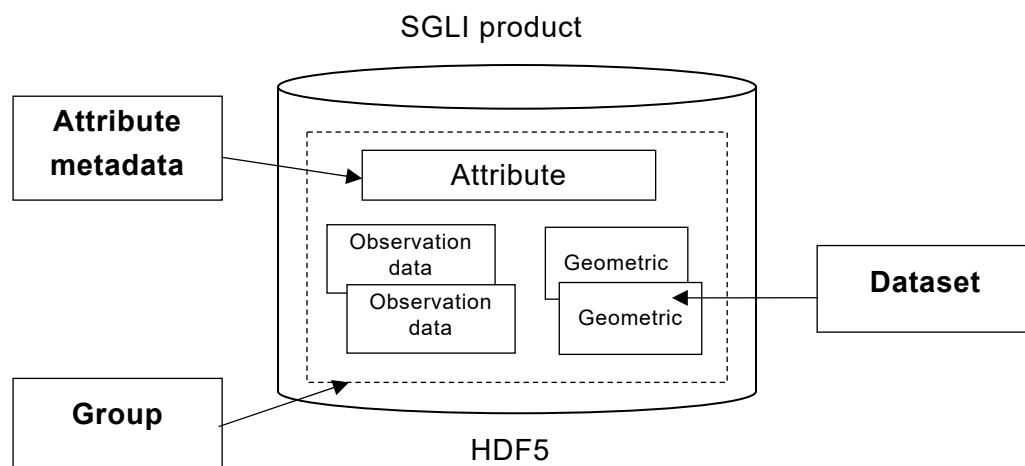 SGLI product
Attribute
metadata
Attribute
Observation
data
Observation
data
Geometric
Geometric
Dataset
Group
HDF5